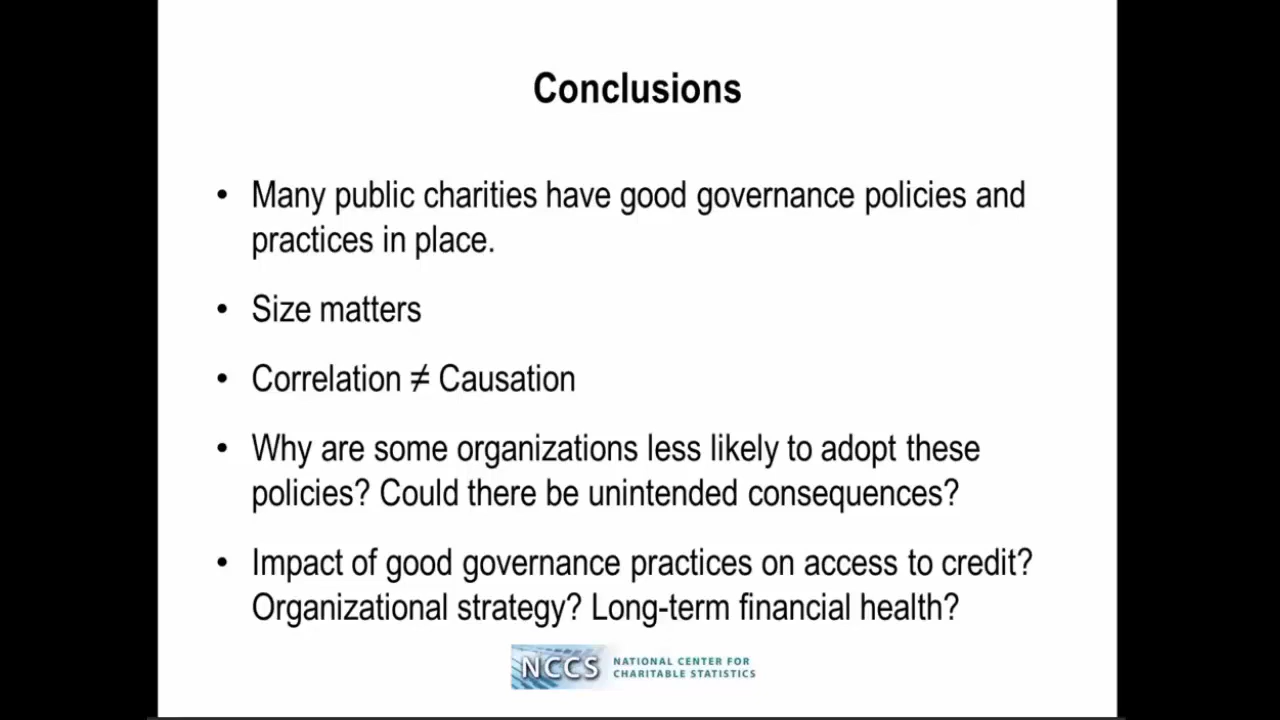 Conclusions
• Many public charities have good governance policies and
practices in place.
• Size matters
• Correlation ≠ Causation
• Why are some organizations less likely to adopt these
policies? Could there be unintended consequences?
• Impact of good governance practices on access to credit?
Organizational strategy? Long-term financial health?
NCCS NATIONAL CENTER FOR
CHARITABLE STATISTICS